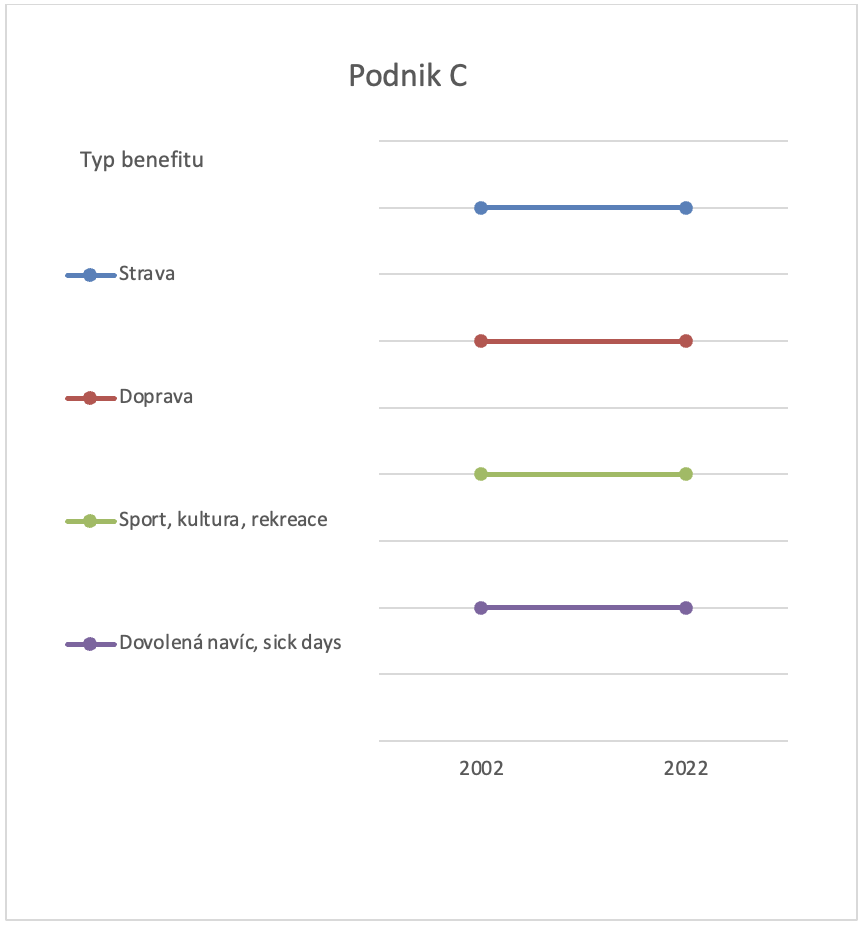 Podnik C
Typ benefitu
Strava
Doprava
Sport, kultura, rekreace
Dovolená navíc, sick days
2002
2022